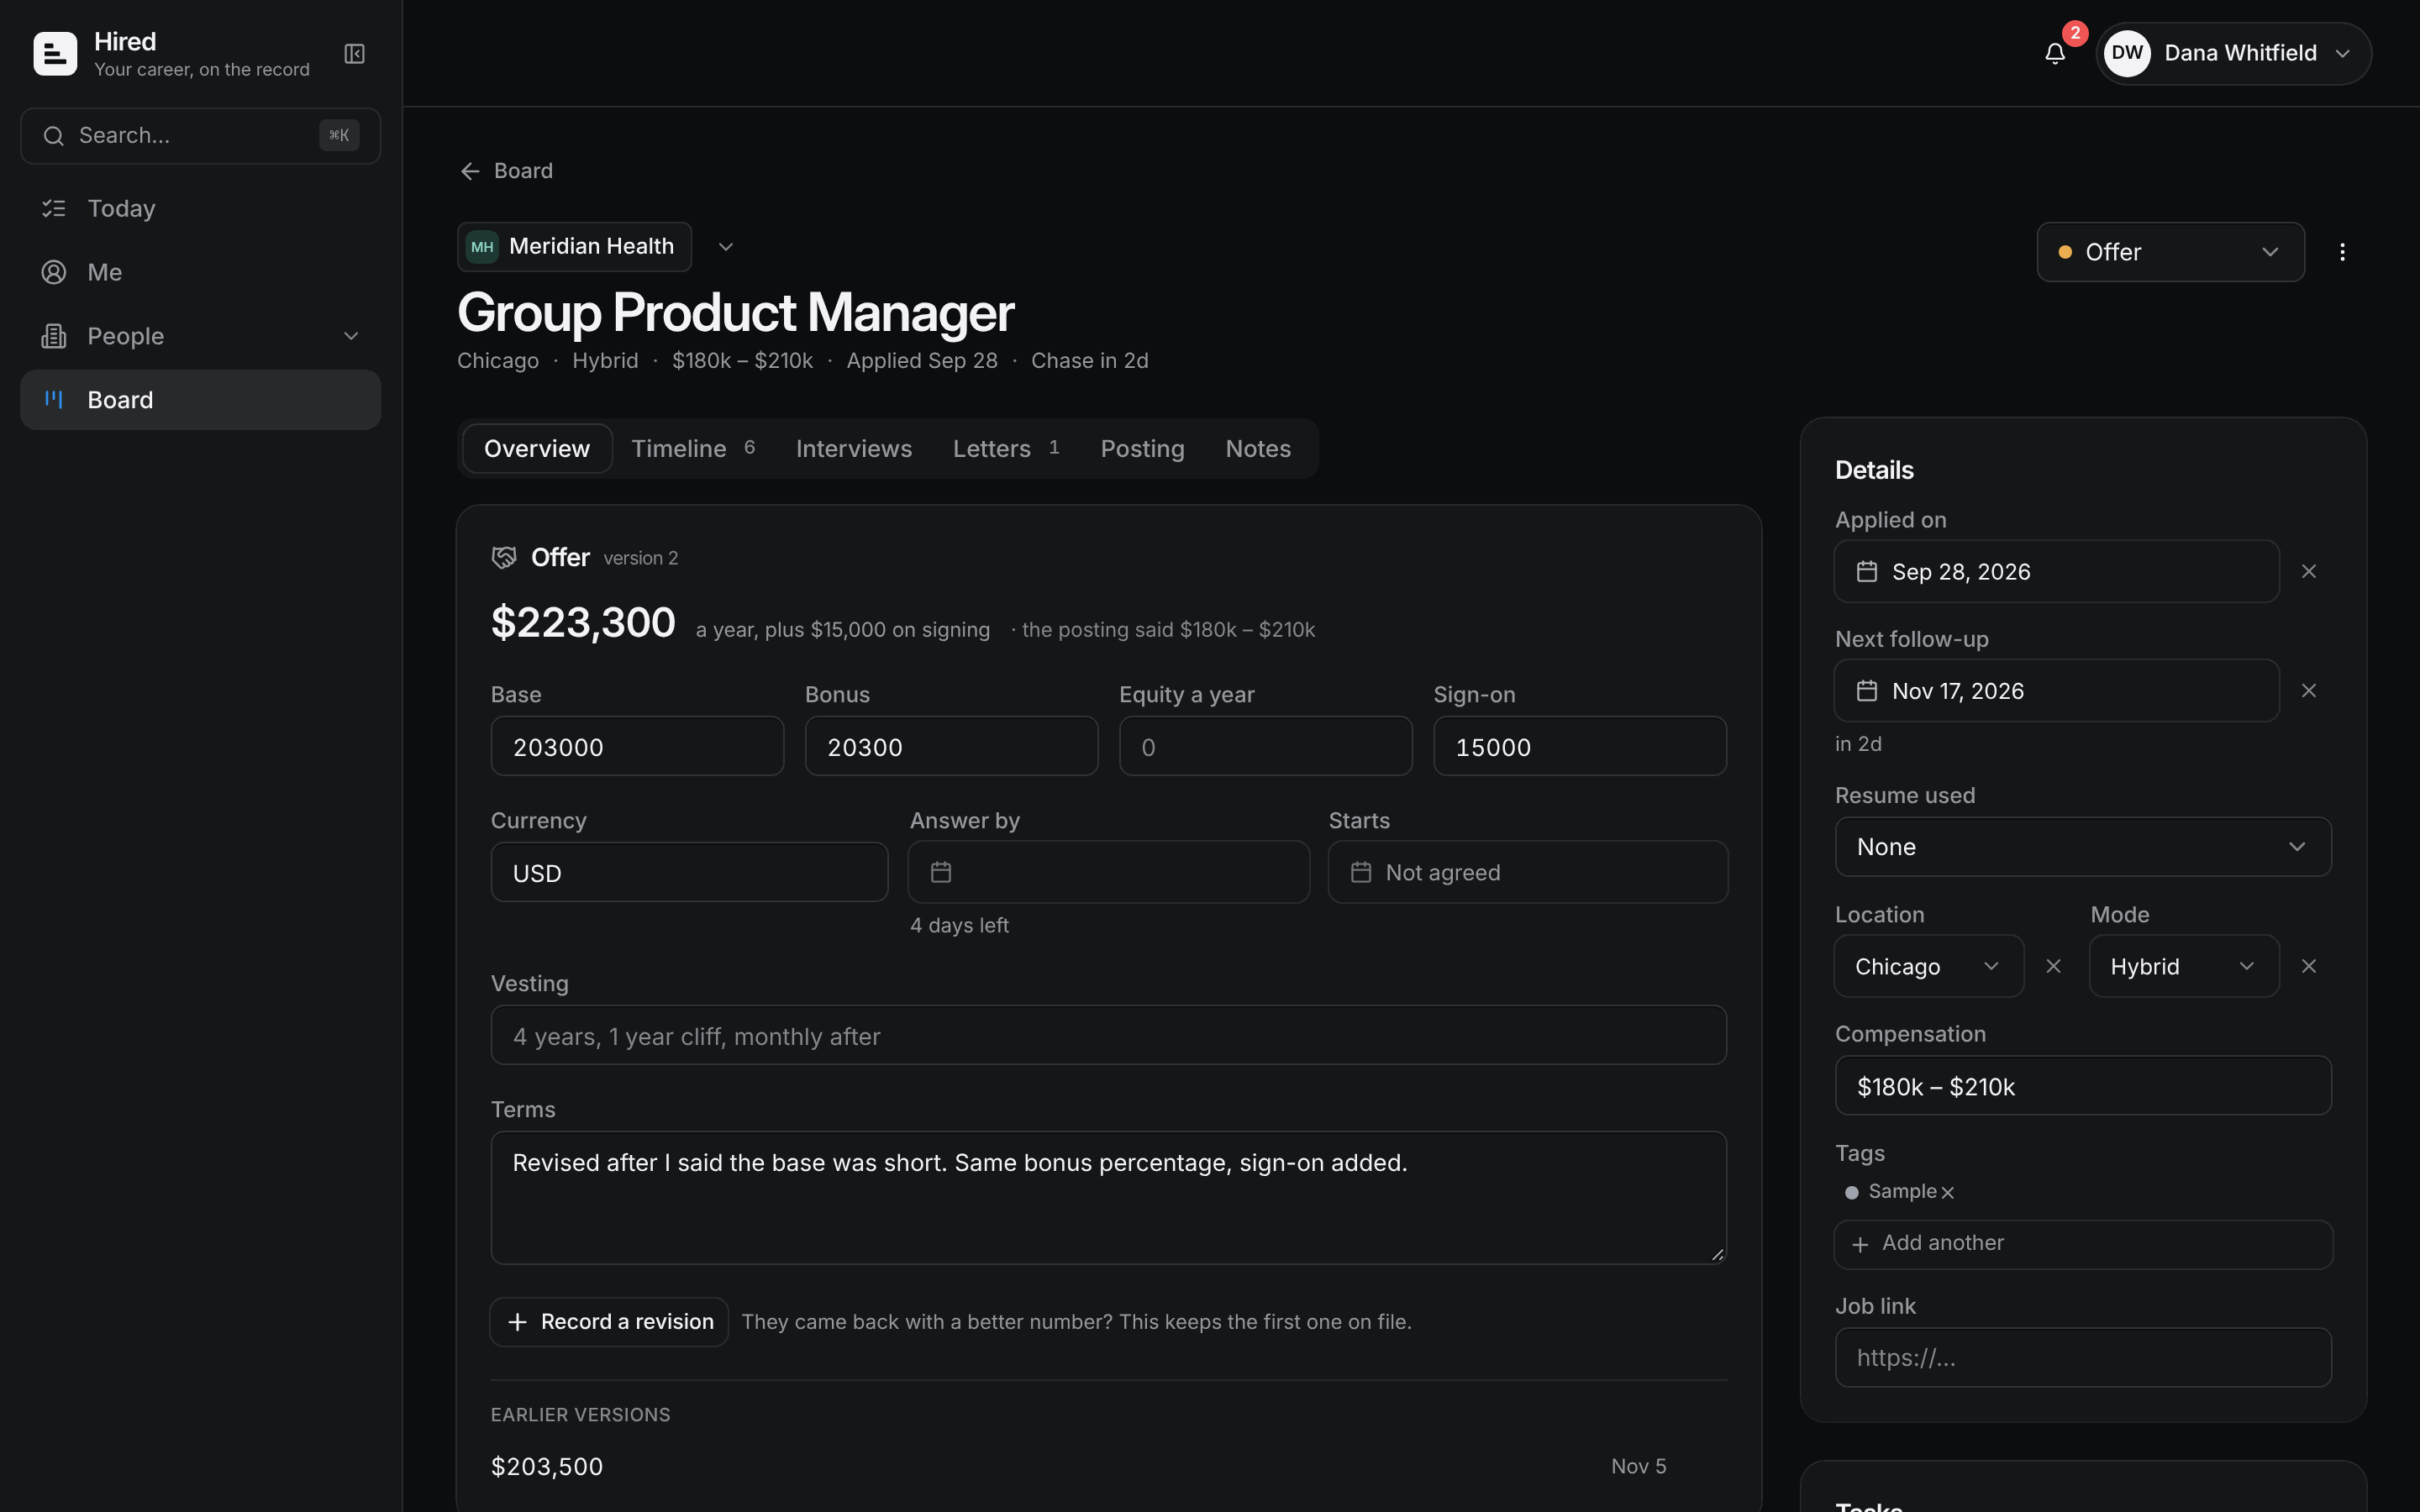 Hired
Your career, on the record
Search...
⌘K
Today
Me
People
Board
2
DW
Dana Whitfield
Board
MH
Meridian Health
Offer
Group Product Manager
Chicago · Hybrid · $180k – $210k · Applied Sep 28 · Chase in 2d
Overview
Timeline 6
Interviews
Letters 1
Posting
Notes
Offer version 2
$223,300 a year, plus $15,000 on signing · the posting said $180k – $210k
Base
Bonus
Equity a year
Sign-on
203000
20300
0
15000
Currency
Answer by
Starts
USD
Not agreed
4 days left
Vesting
4 years, 1 year cliff, monthly after
Terms
Revised after I said the base was short. Same bonus percentage, sign-on added.
Record a revision
They came back with a better number? This keeps the first one on file.
EARLIER VERSIONS
$203,500
Nov 5
Details
Applied on
Sep 28, 2026
Next follow-up
Nov 17, 2026
in 2d
Resume used
None
Location
Mode
Chicago
Hybrid
Compensation
$180k – $210k
Tags
Sample
Add another
Job link
https://...
Tasks